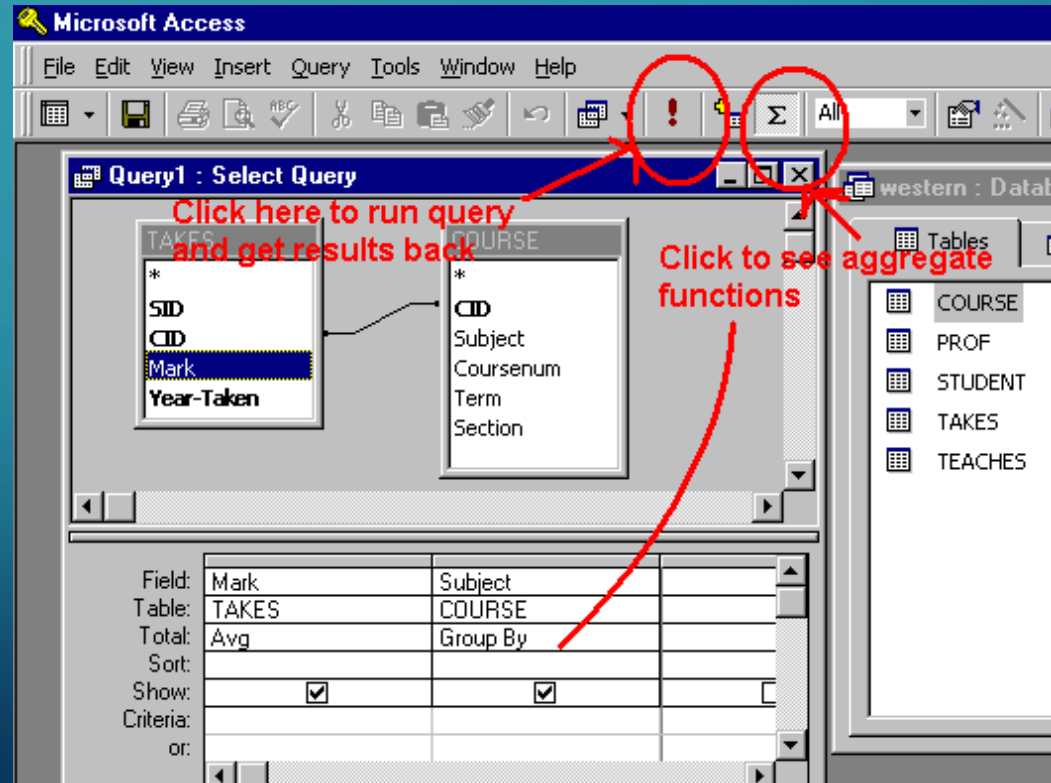 Microsoft Access
File Edit View Insert Query Tools Window Help
ABC Σ All
Query1 : Select Query
western : Datab
Click here to run query
and get results back
TAKES
COURSE
Click to see aggregate
functions
Tables
*
SID
CID
Mark
Year-Taken
*
CID
Subject
Coursenum
Term
Section
COURSE
PROF
STUDENT
TAKES
TEACHES
Field: Mark Subject
Table: TAKES COURSE
Total: Avg Group By
Sort:
Show:
Criteria:
or: